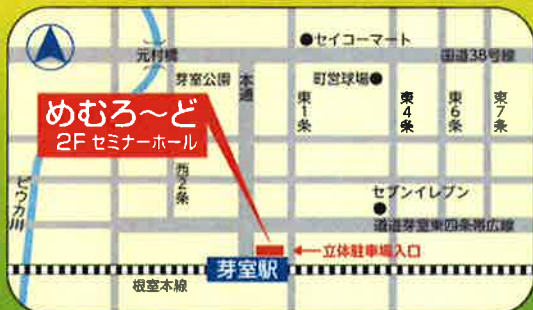 ●セイコーマート
元村橋
国道38号線
芽室公園
本通
町営球場●
東1条
東4条
東6条
東7条
めむろ～ど
2F セミナーホール
西2条
ピウカ川
セブンイレブン
●
道道芽室東四条帯広線
←立体駐車場入口
芽室駅
根室本線